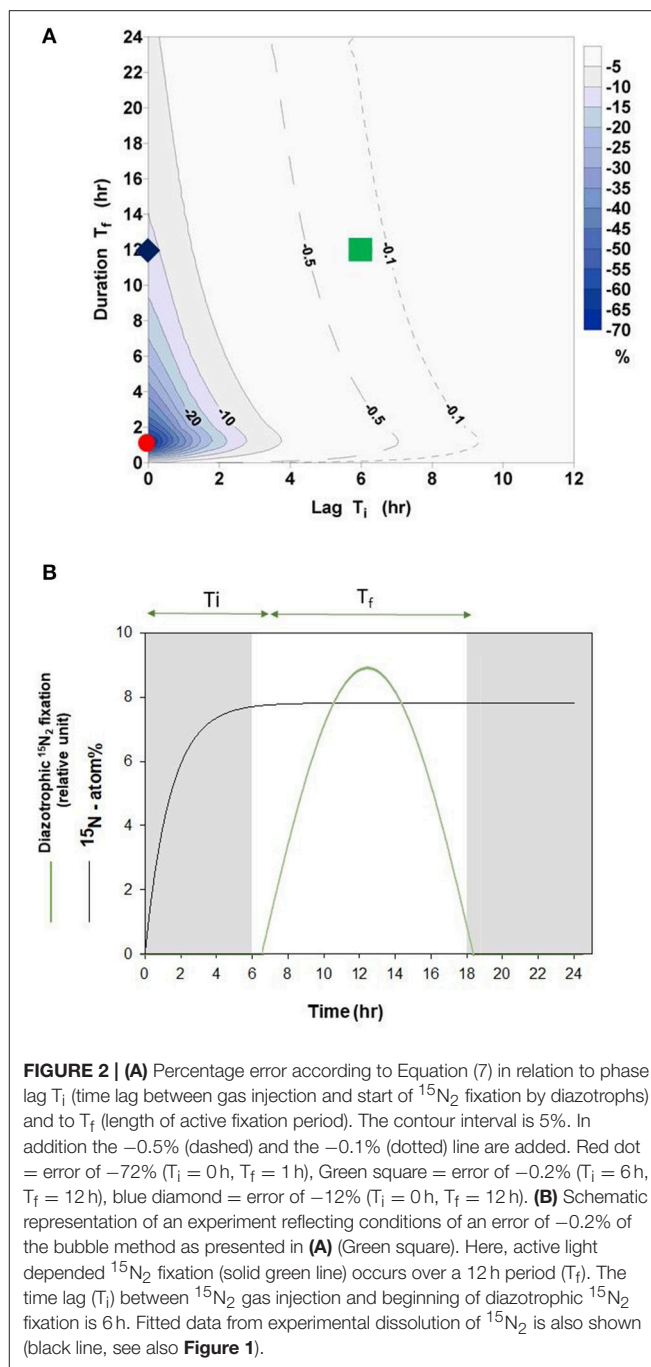 A
24
22
20
18
16
14
12
10
8
6
4
2
0
Duration T_f (hr)
-0.5
-0.1
-0.5
-0.1
-20
-10
0 2 4 6 8 10 12
Lag T_i (hr)
-5
-10
-15
-20
-25
-30
-35
-40
-45
-50
-55
-60
-65
-70
%
B
Ti
T_f
10
8
6
4
2
0
Diazotrophic ¹⁵N₂ fixation
(relative unit)
¹⁵N - atom%
0 2 4 6 8 10 12 14 16 18 20 22 24
Time (hr)
FIGURE 2 | (A) Percentage error according to Equation (7) in relation to phase
lag T_i (time lag between gas injection and start of ¹⁵N₂ fixation by diazotrophs)
and to T_f (length of active fixation period). The contour interval is 5%. In
addition the −0.5% (dashed) and the −0.1% (dotted) line are added. Red dot
= error of −72% (T_i = 0 h, T_f = 1 h), Green square = error of −0.2% (T_i = 6 h,
T_f = 12 h), blue diamond = error of −12% (T_i = 0 h, T_f = 12 h). (B) Schematic
representation of an experiment reflecting conditions of an error of −0.2% of
the bubble method as presented in (A) (Green square). Here, active light
depended ¹⁵N₂ fixation (solid green line) occurs over a 12 h period (T_f). The
time lag (T_i) between ¹⁵N₂ gas injection and beginning of diazotrophic ¹⁵N₂
fixation is 6 h. Fitted data from experimental dissolution of ¹⁵N₂ is also shown
(black line, see also Figure 1).